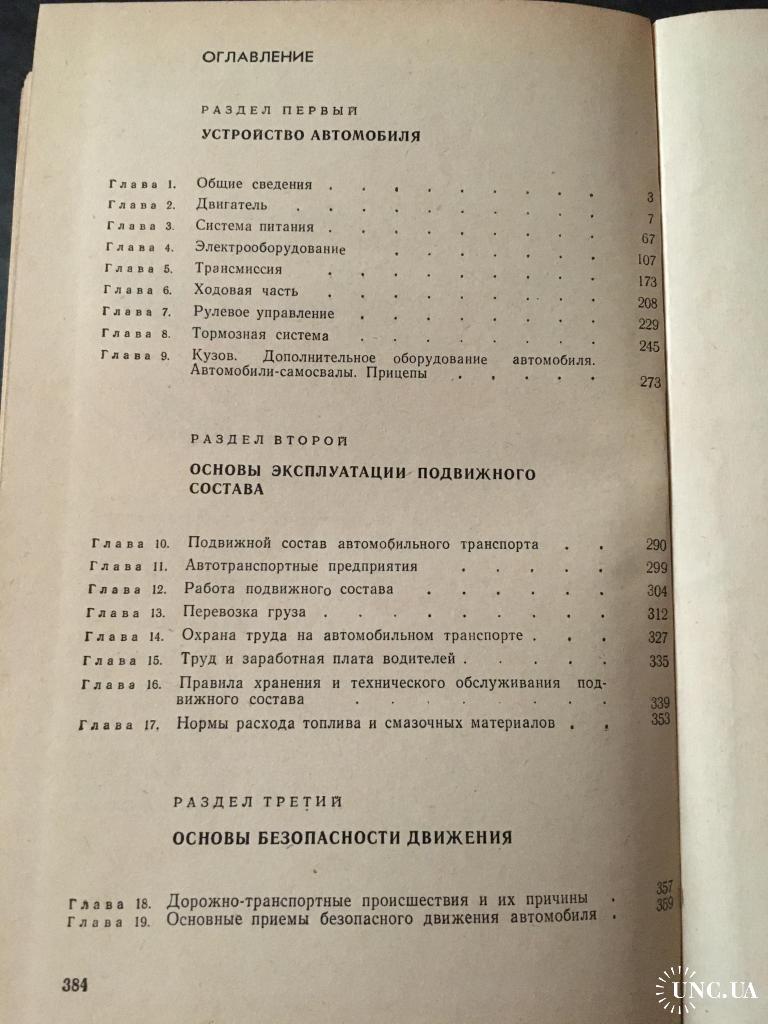 ОГЛАВЛЕНИЕ
РАЗДЕЛ ПЕРВЫЙ
УСТРОЙСТВО АВТОМОБИЛЯ
Глава 1. Общие сведения . . . . . . . . . 3
Глава 2. Двигатель . . . . . . . . . . 7
Глава 3. Система питания . . . . . . . . . 67
Глава 4. Электрооборудование . . . . . . . 107
Глава 5. Трансмиссия . . . . . . . . . 173
Глава 6. Ходовая часть . . . . . . . . . 208
Глава 7. Рулевое управление . . . . . . . . 229
Глава 8. Тормозная система . . . . . . . . 245
Глава 9. Кузов. Дополнительное оборудование автомобиля.
Автомобили-самосвалы. Прицепы . . . . . 273
РАЗДЕЛ ВТОРОЙ
ОСНОВЫ ЭКСПЛУАТАЦИИ ПОДВИЖНОГО
СОСТАВА
Глава 10. Подвижной состав автомобильного транспорта . . 290
Глава 11. Автотранспортные предприятия . . . . . 299
Глава 12. Работа подвижного состава . . . . . . 304
Глава 13. Перевозка груза . . . . . . . . . 312
Глава 14. Охрана труда на автомобильном транспорте . . . 327
Глава 15. Труд и заработная плата водителей . . . . . 335
Глава 16. Правила хранения и технического обслуживания под-
вижного состава . . . . . . . . 339
Глава 17. Нормы расхода топлива и смазочных материалов . . 353
РАЗДЕЛ ТРЕТИЙ
ОСНОВЫ БЕЗОПАСНОСТИ ДВИЖЕНИЯ
Глава 18. Дорожно-транспортные происшествия и их причины . 357
Глава 19. Основные приемы безопасного движения автомобиля . 359
384
UNC.UA